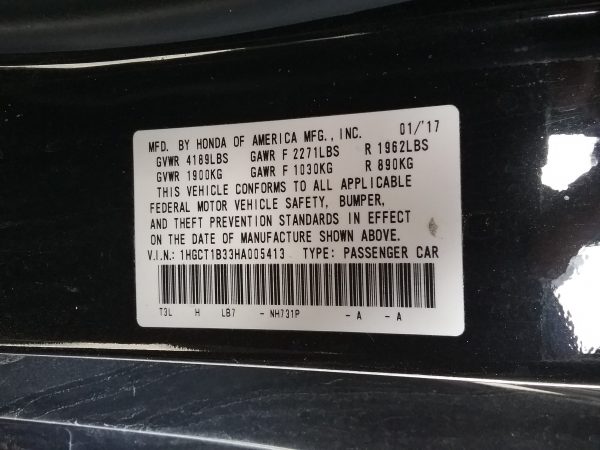 MFD. BY HONDA OF AMERICA MFG., INC. 01/'17
GVWR 4189LBS GAWR F 2271LBS R 1962LBS
GVWR 1900KG GAWR F 1030KG R 890KG
THIS VEHICLE CONFORMS TO ALL APPLICABLE
FEDERAL MOTOR VEHICLE SAFETY, BUMPER,
AND THEFT PREVENTION STANDARDS IN EFFECT
ON THE DATE OF MANUFACTURE SHOWN ABOVE.
V.I.N.: 1HGCT1B33HA005413 TYPE: PASSENGER CAR
T3L H LB7 - NH731P - A - A